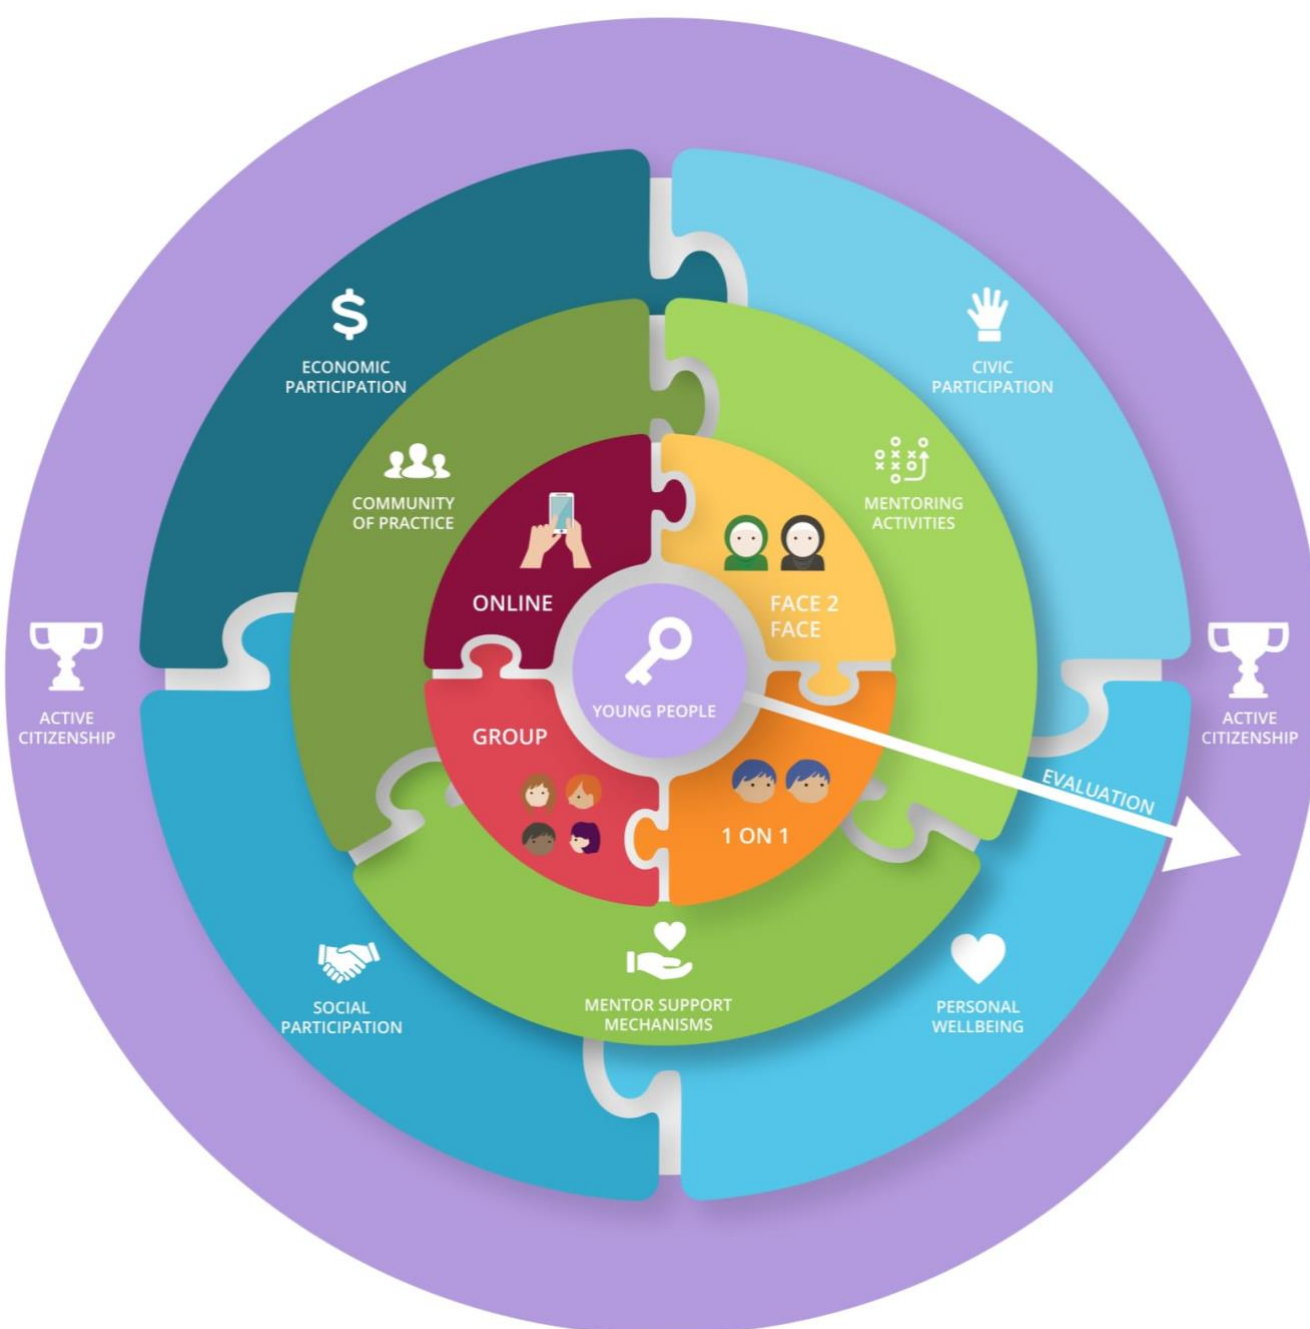 ECONOMIC
PARTICIPATION
CIVIC
PARTICIPATION
COMMUNITY
OF PRACTICE
MENTORING
ACTIVITIES
ONLINE
FACE 2
FACE
YOUNG PEOPLE
ACTIVE
CITIZENSHIP
ACTIVE
CITIZENSHIP
GROUP
1 ON 1
EVALUATION
SOCIAL
PARTICIPATION
MENTOR SUPPORT
MECHANISMS
PERSONAL
WELLBEING